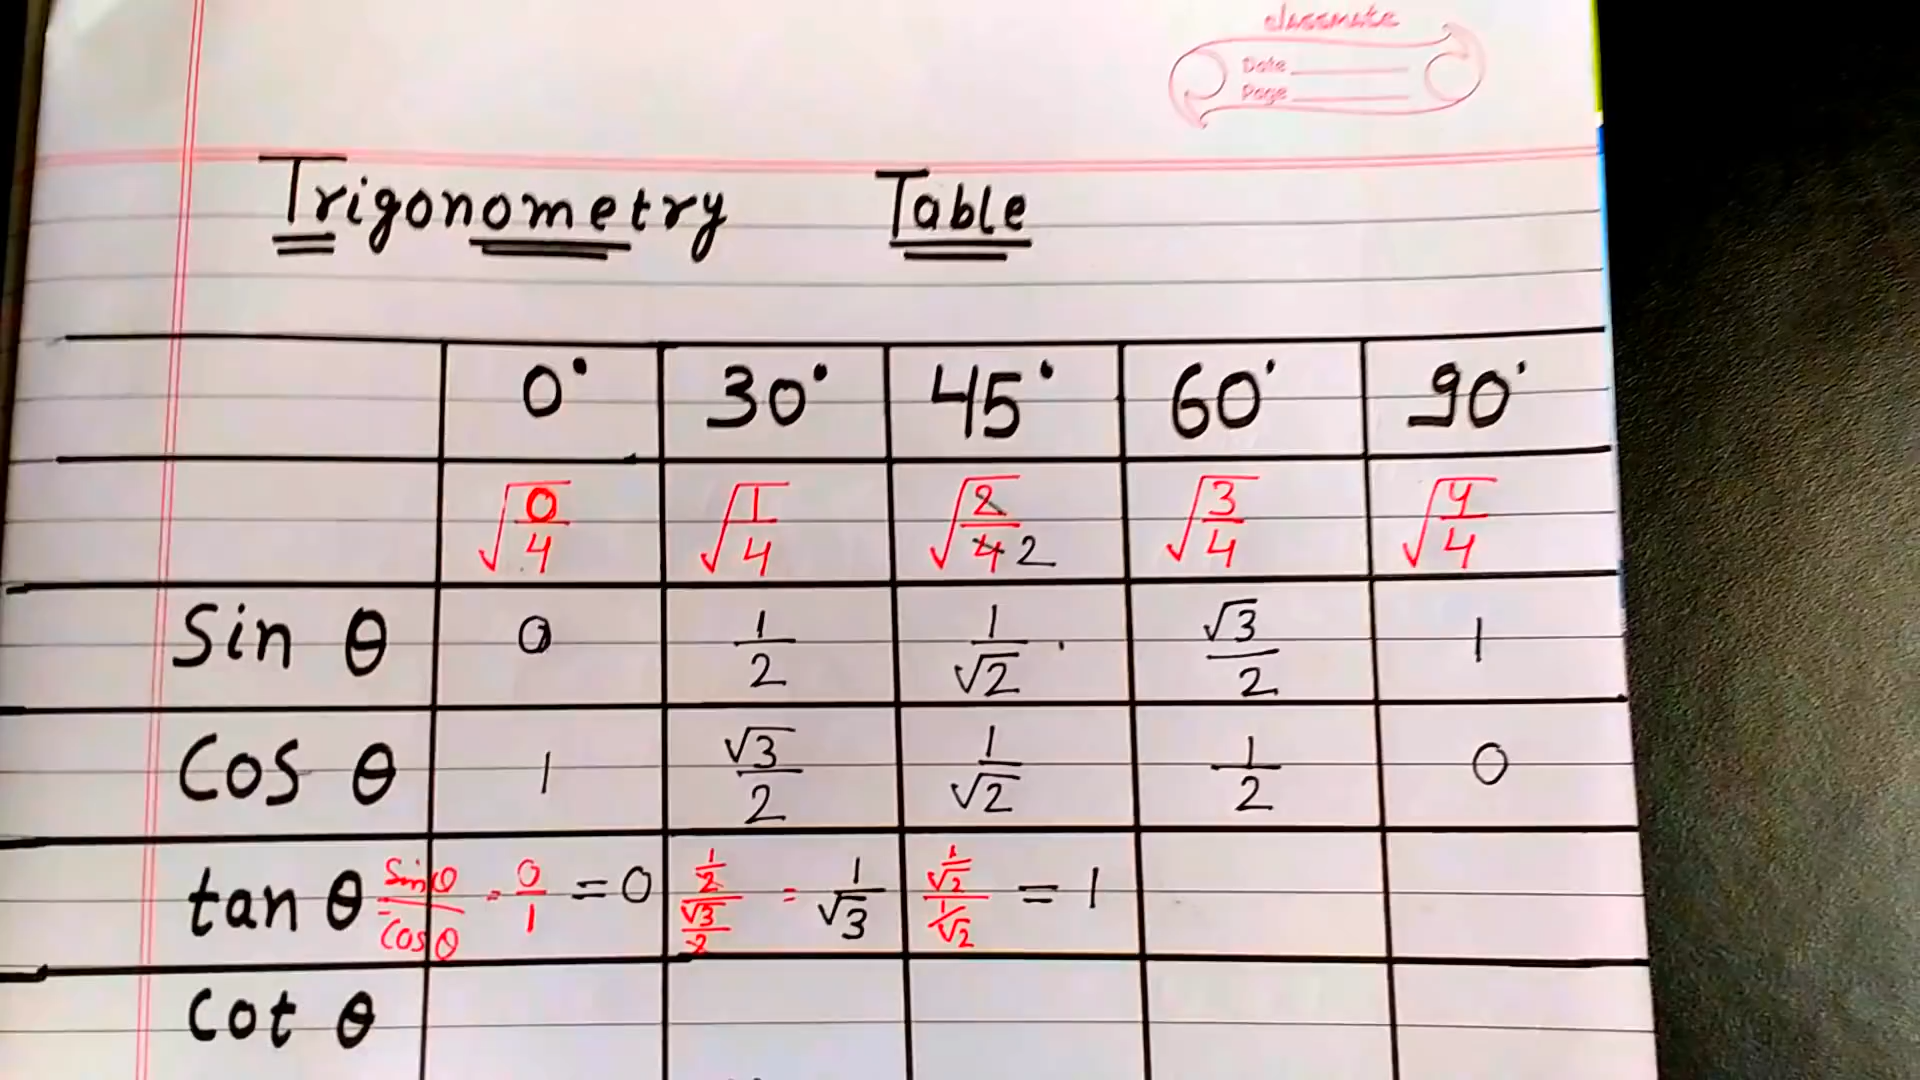 classmate
Date
Page
Trigonometry Table
0° 30° 45° 60° 90°
√0/4 √1/4 √2/4 2 √3/4 √4/4
Sin θ 0 1/2 1/√2 √3/2 1
Cos θ 1 √3/2 1/√2 1/2 0
tan θ Sinθ/Cosθ = 0/1 = 0 1/2/√3/2 = 1/√3 1/√2/1/√2 = 1
Cot θ